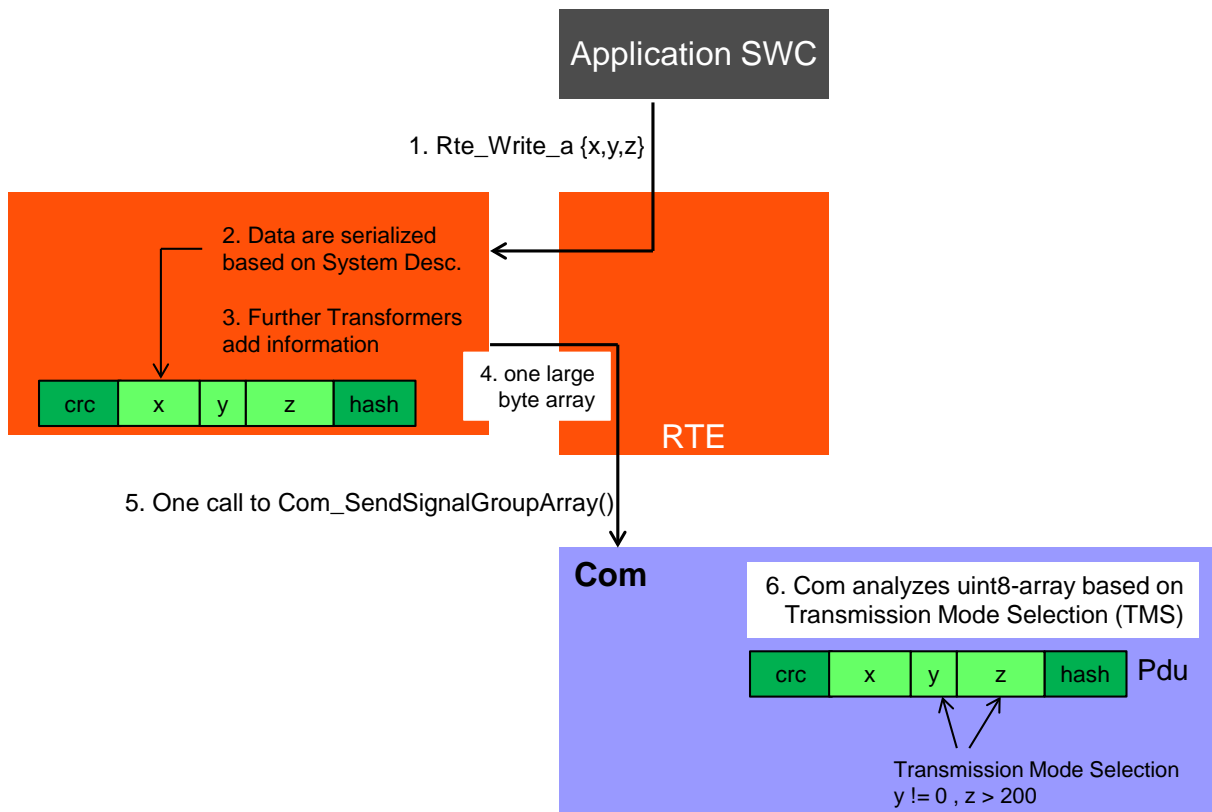 Application SWC
1. Rte_Write_a {x,y,z}
2. Data are serialized
based on System Desc.
3. Further Transformers
add information
crc x y z hash
4. one large
byte array
RTE
5. One call to Com_SendSignalGroupArray()
Com
6. Com analyzes uint8-array based on
Transmission Mode Selection (TMS)
crc x y z hash Pdu
Transmission Mode Selection
y != 0 , z > 200